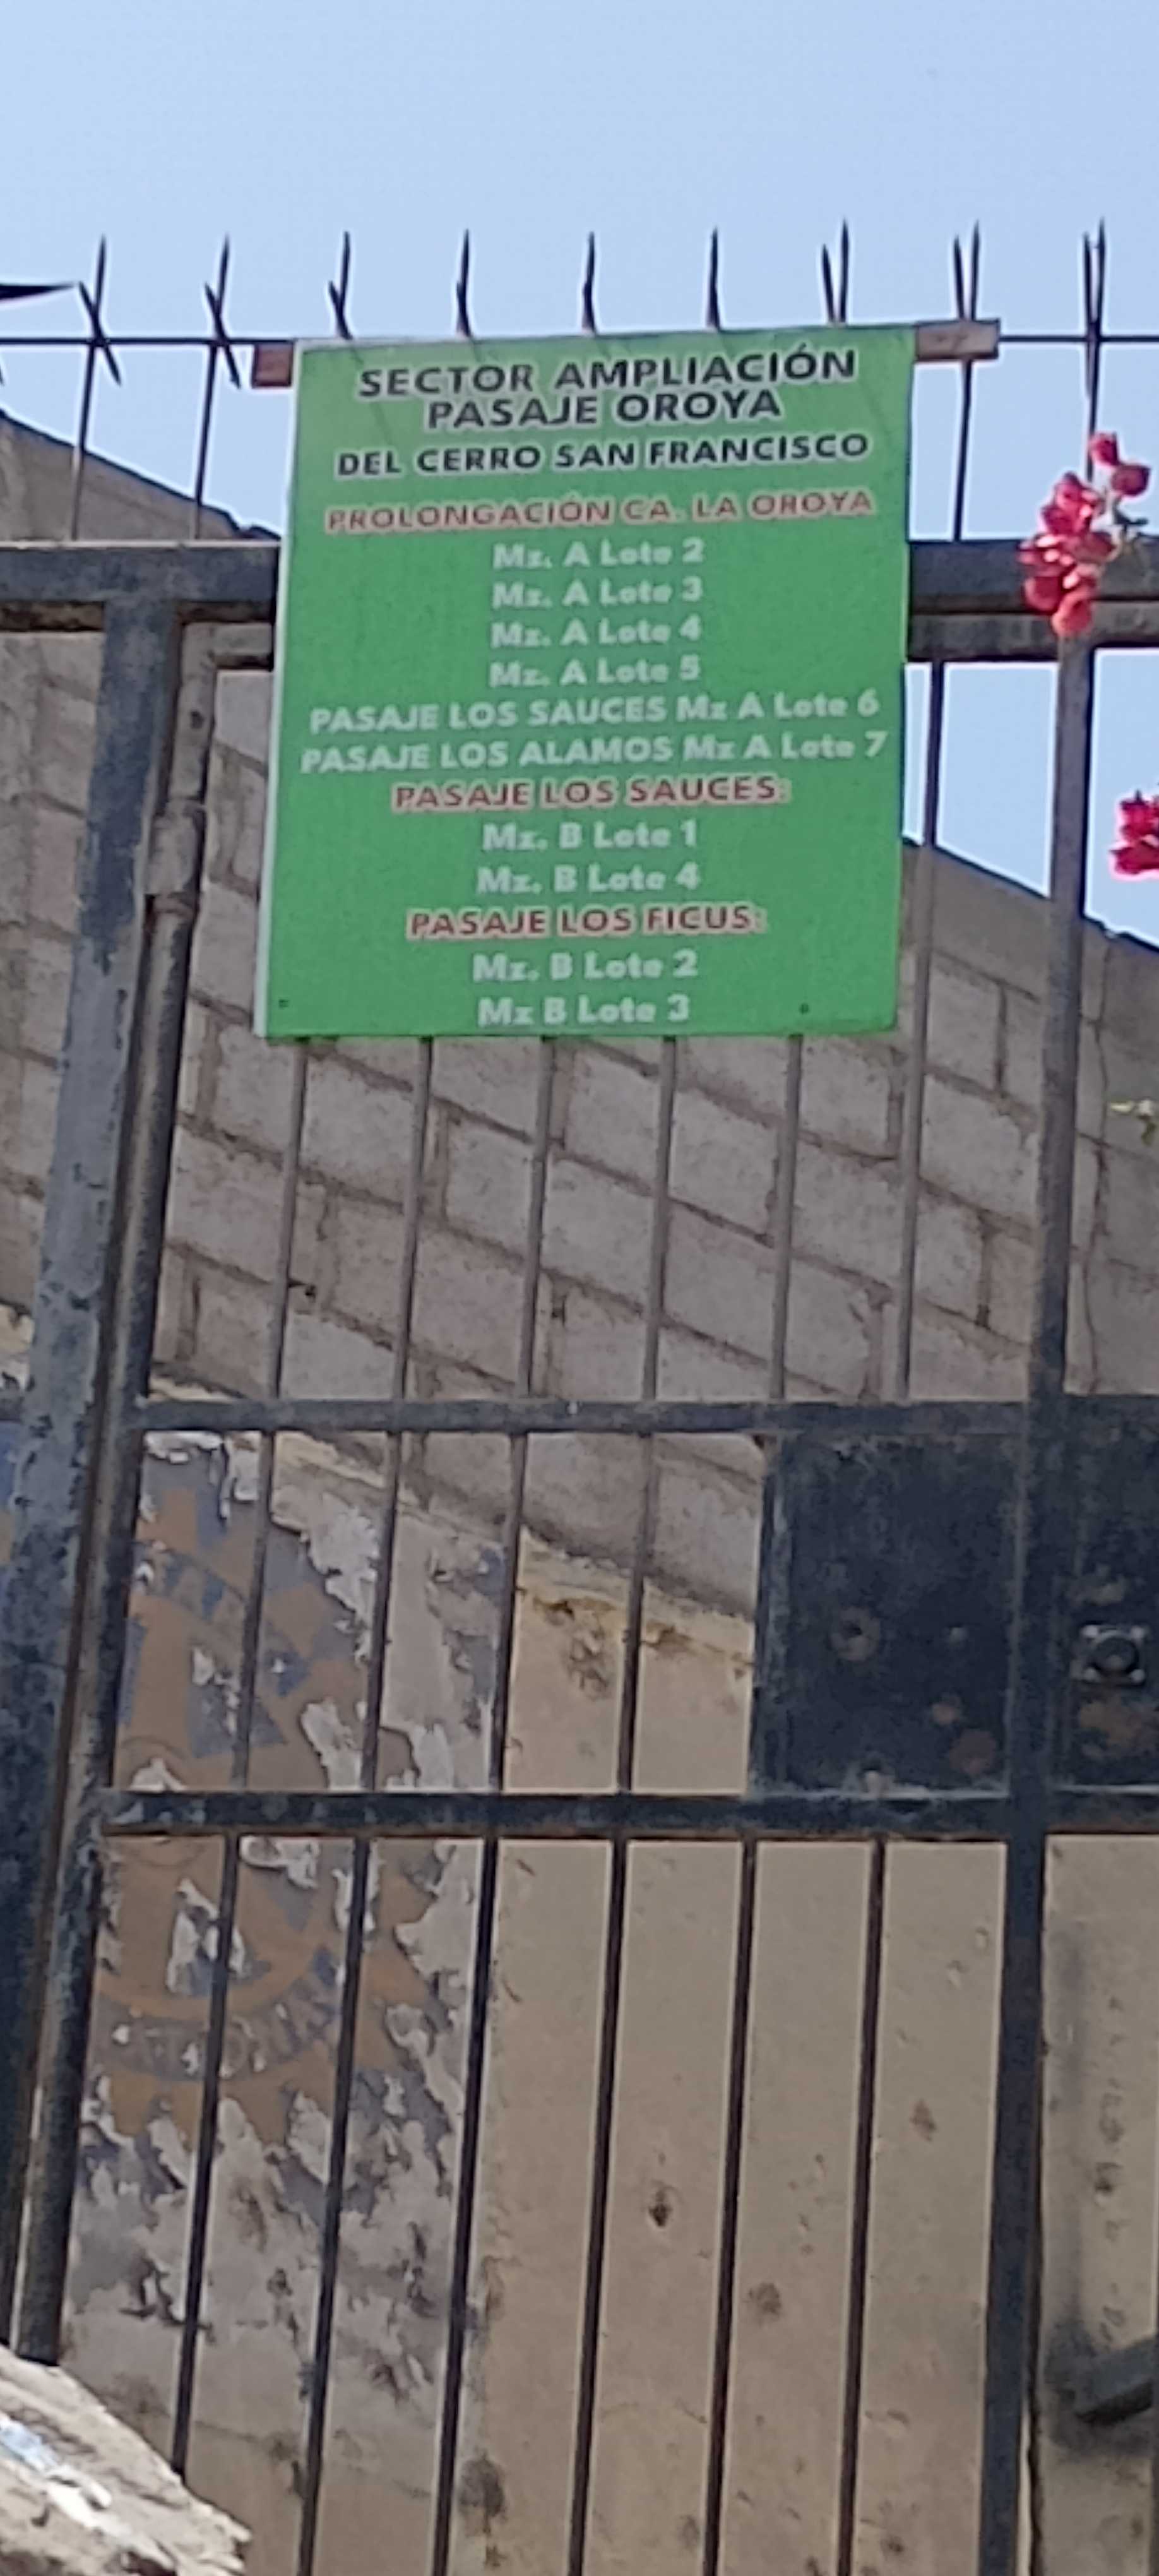 SECTOR AMPLIACIÓN
PASAJE OROYA
DEL CERRO SAN FRANCISCO
PROLONGACIÓN CA. LA OROYA
Mz. A Lote 2
Mz. A Lote 3
Mz. A Lote 4
Mz. A Lote 5
PASAJE LOS SAUCES Mz A Lote 6
PASAJE LOS ALAMOS Mz A Lote 7
PASAJE LOS SAUCES:
Mz. B Lote 1
Mz. B Lote 4
PASAJE LOS FICUS:
Mz. B Lote 2
Mz B Lote 3